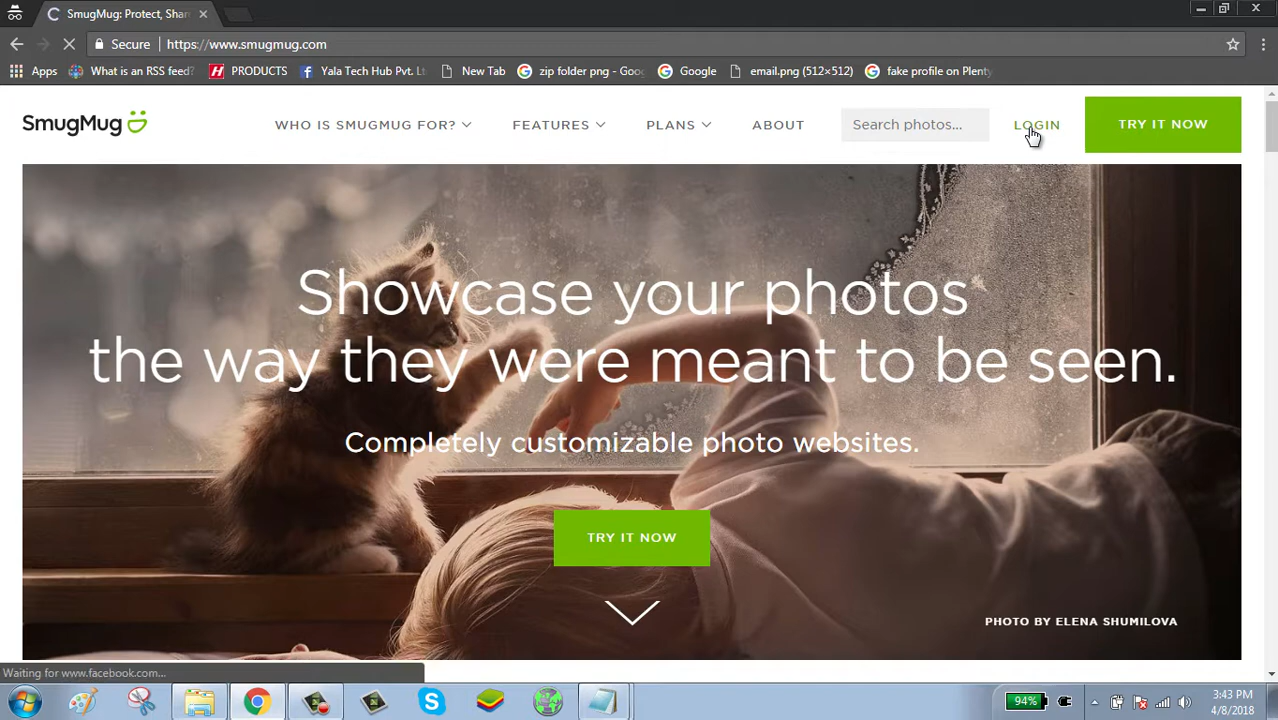 SmugMug: Protect, Shar
Secure
https://www.smugmug.com
Apps
What is an RSS feed?
PRODUCTS
Yala Tech Hub Pvt. Lt
New Tab
zip folder png - Goog
Google
email.png (512×512)
fake profile on Plenty
SmugMug
WHO IS SMUGMUG FOR?
FEATURES
PLANS
ABOUT
Search photos...
LOGIN
TRY IT NOW
Showcase your photos
the way they were meant to be seen.
Completely customizable photo websites.
TRY IT NOW
PHOTO BY ELENA SHUMILOVA
Waiting for www.facebook.com...
94%
3:43 PM
4/8/2018